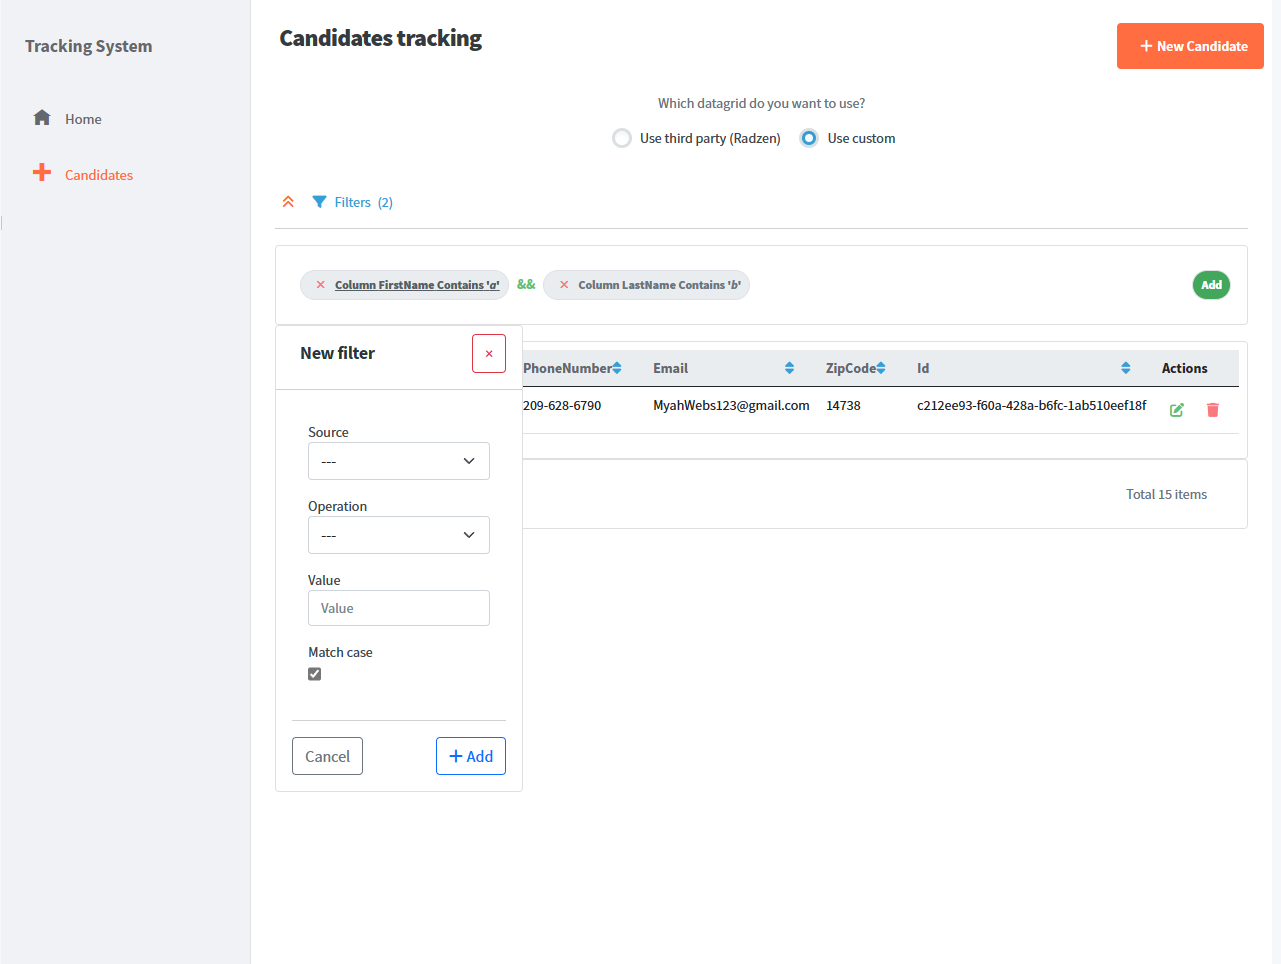 Tracking System
Home
Candidates
Candidates tracking
+ New Candidate
Which datagrid do you want to use?
Use third party (Radzen)
Use custom
Filters (2)
× Column FirstName Contains 'a' && × Column LastName Contains 'b'
Add
New filter
×
Source
---
Operation
---
Value
Value
Match case
Cancel
+ Add
PhoneNumber Email ZipCode Id Actions
209-628-6790 MyahWebs123@gmail.com 14738 c212ee93-f60a-428a-b6fc-1ab510eef18f
Total 15 items